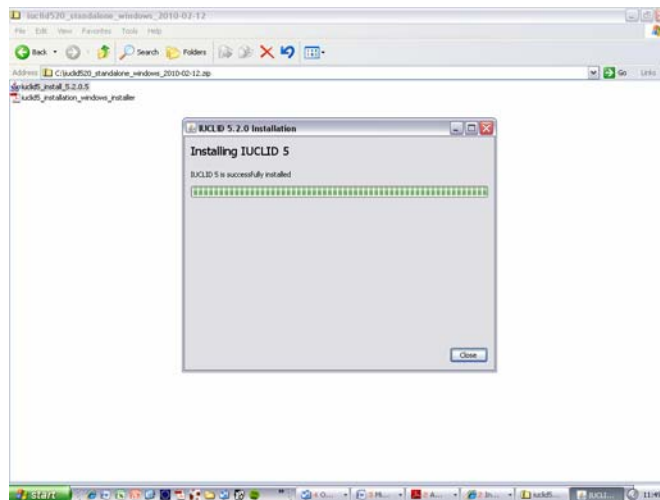 iuclid520_standalone_windows_2010-02-12
File Edit View Favorites Tools Help
Back Search Folders
Address C:\iuclid520_standalone_windows_2010-02-12.zip Go Links
iuclid5_install_5.2.0.5
iuclid5_installation_windows_installer
IUCLID 5.2.0 Installation
Installing IUCLID 5
IUCLID 5 is successfully installed
Close
start